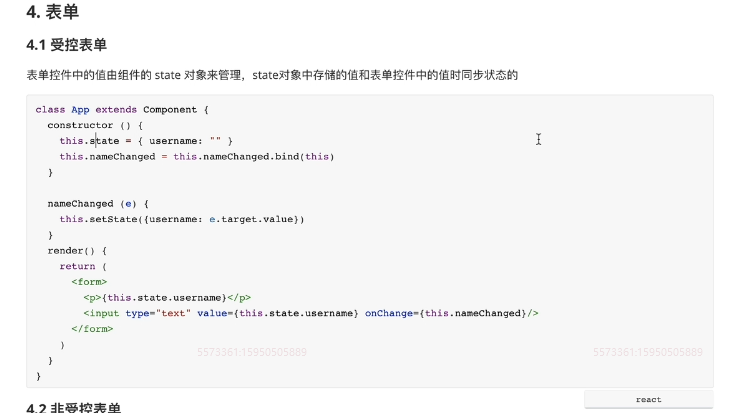 4. 表单
4.1 受控表单
表单控件中的值由组件的 state 对象来管理，state对象中存储的值和表单控件中的值时同步状态的
class App extends Component {
  constructor () {
    this.state = { username: "" }
    this.nameChanged = this.nameChanged.bind(this)
  }

  nameChanged (e) {
    this.setState({username: e.target.value})
  }
  render() {
    return (
      <form>
        <p>{this.state.username}</p>
        <input type="text" value={this.state.username} onChange={this.nameChanged}/>
      </form>
    )
5573361:15950505889 5573361:15950505889
  }
}
react
4.2 非受控表单